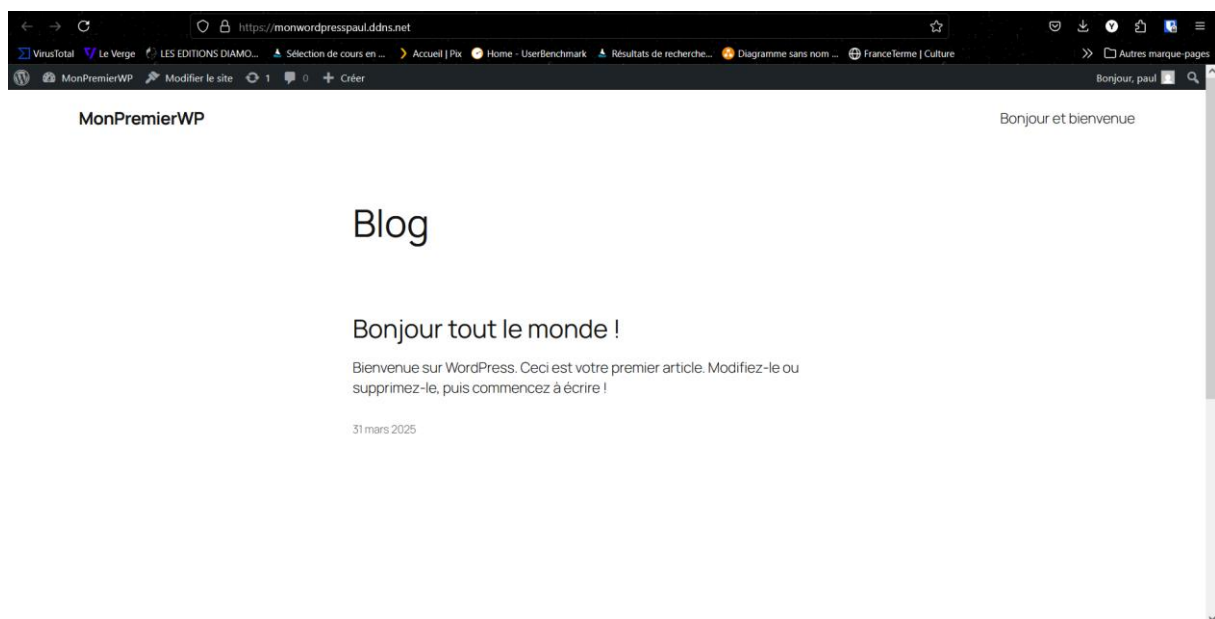 https://monwordpresspaul.ddns.net
VirusTotal Le Verge LES EDITIONS DIAMO... Sélection de cours en ... Accueil | Pix Home - UserBenchmark Résultats de recherche... Diagramme sans nom ... FranceTerme | Culture Autres marque-pages
MonPremierWP Modifier le site 1 0 + Créer Bonjour, paul
MonPremierWP Bonjour et bienvenue
Blog
Bonjour tout le monde !
Bienvenue sur WordPress. Ceci est votre premier article. Modifiez-le ou
supprimez-le, puis commencez à écrire !
31 mars 2025